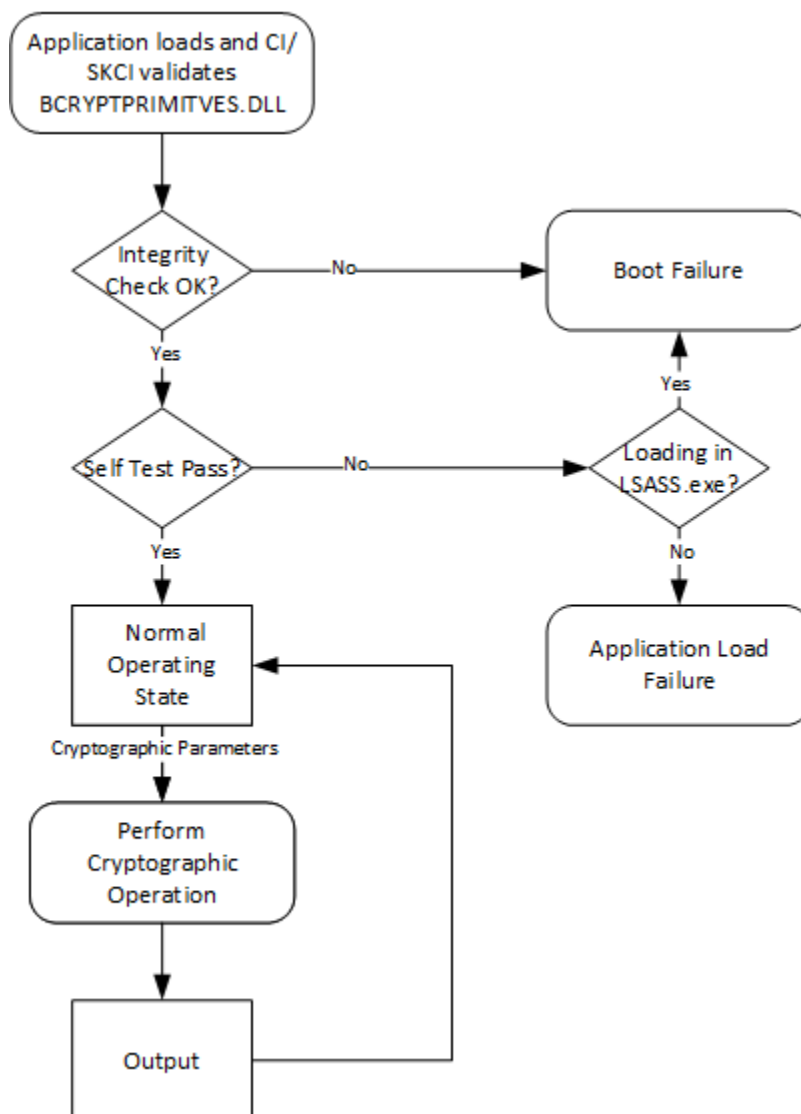 Application loads and CI/
SKCI validates
BCRYPTPRIMITVES.DLL
Integrity
Check OK?
No
Boot Failure
Yes
Yes
Self Test Pass?
No
Loading in
LSASS.exe?
Yes
No
Normal
Operating
State
Application Load
Failure
Cryptographic Parameters
Perform
Cryptographic
Operation
Output